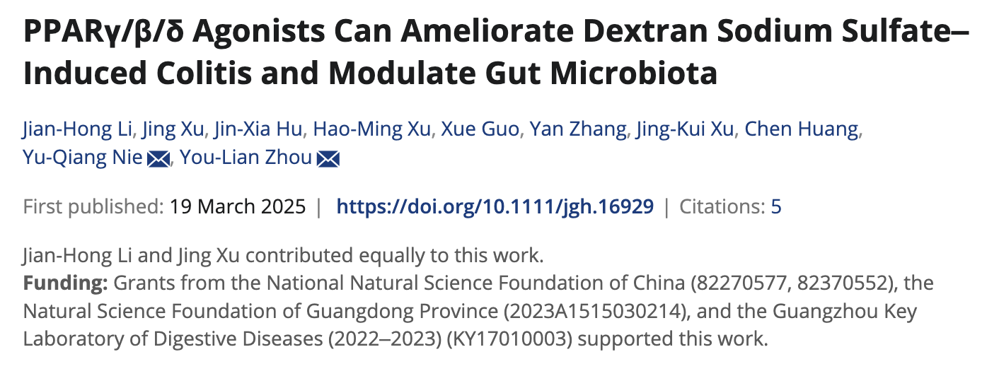 PPARγ/β/δ Agonists Can Ameliorate Dextran Sodium Sulfate–
Induced Colitis and Modulate Gut Microbiota
Jian-Hong Li, Jing Xu, Jin-Xia Hu, Hao-Ming Xu, Xue Guo, Yan Zhang, Jing-Kui Xu, Chen Huang,
Yu-Qiang Nie, You-Lian Zhou
First published: 19 March 2025 | https://doi.org/10.1111/jgh.16929 | Citations: 5
Jian-Hong Li and Jing Xu contributed equally to this work.
Funding: Grants from the National Natural Science Foundation of China (82270577, 82370552), the
Natural Science Foundation of Guangdong Province (2023A1515030214), and the Guangzhou Key
Laboratory of Digestive Diseases (2022–2023) (KY17010003) supported this work.